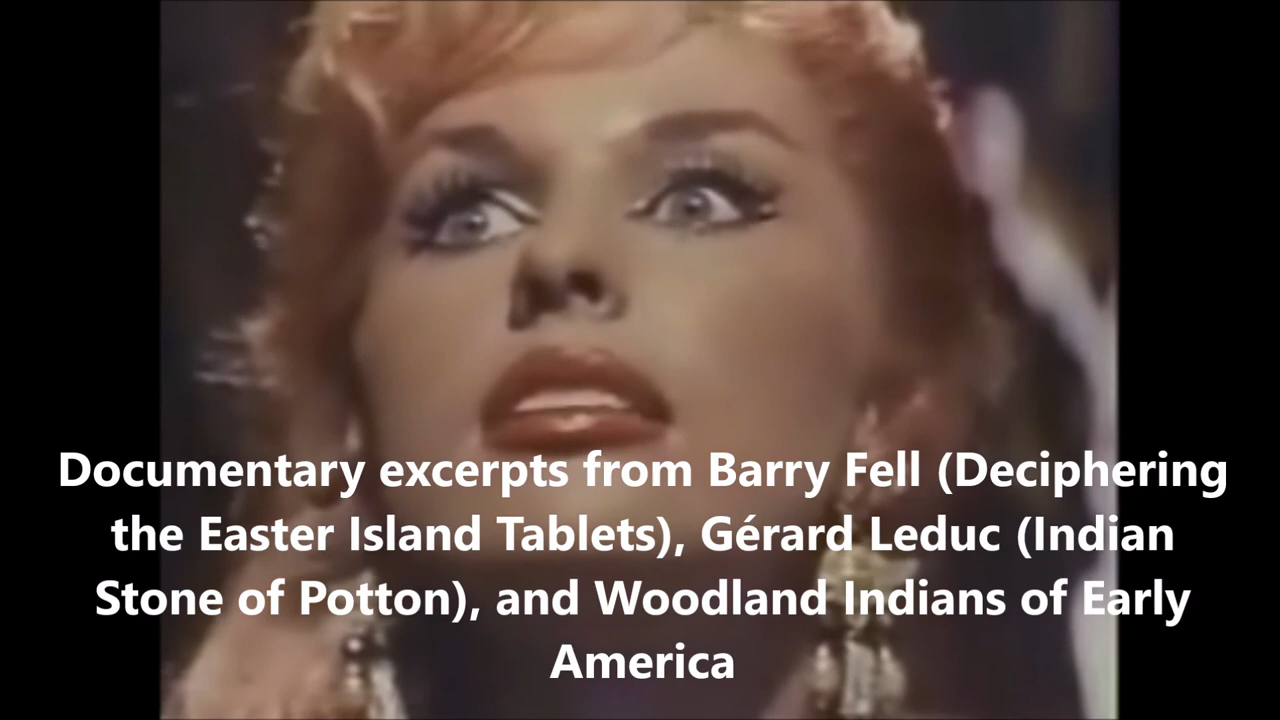 Documentary excerpts from Barry Fell (Deciphering
the Easter Island Tablets), Gérard Leduc (Indian
Stone of Potton), and Woodland Indians of Early
America